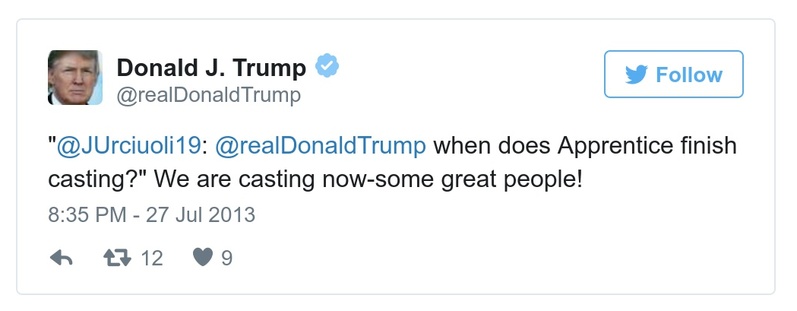 Donald J. Trump
@realDonaldTrump
Follow
"@JUrciuoli19: @realDonaldTrump when does Apprentice finish
casting?" We are casting now-some great people!
8:35 PM - 27 Jul 2013
12 9